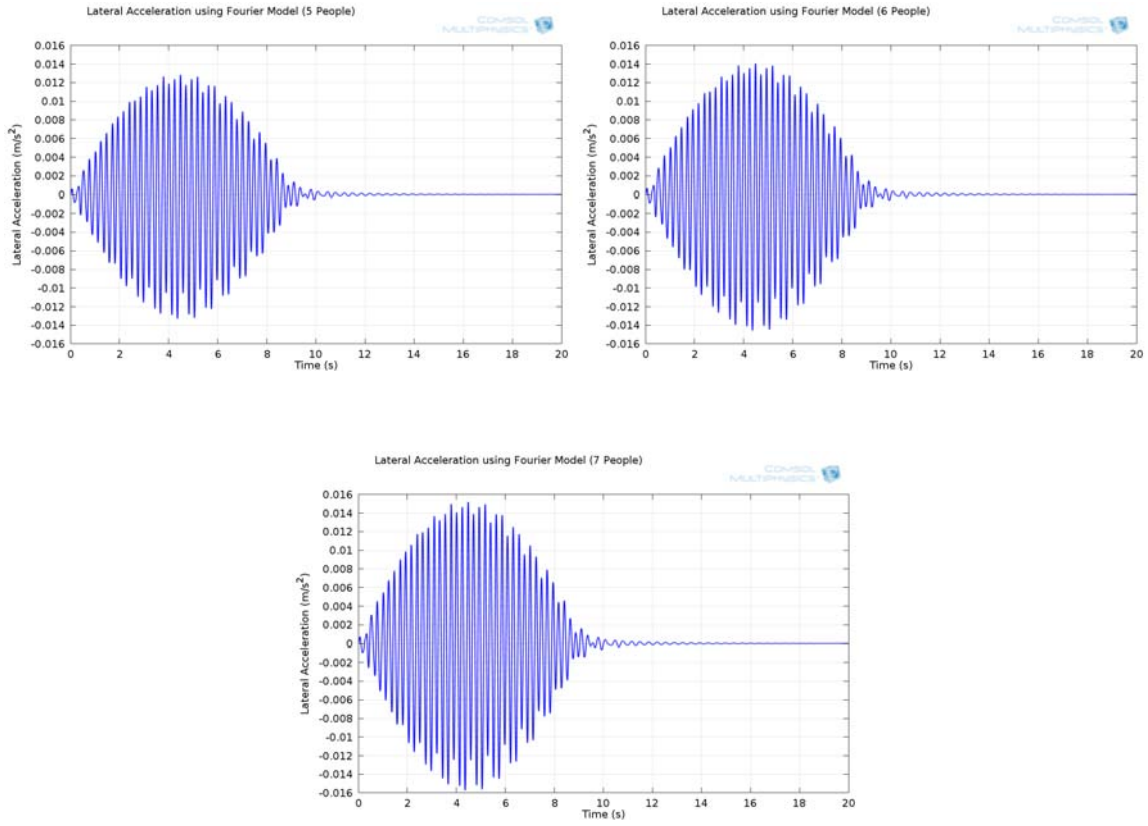 Lateral Acceleration using Fourier Model (5 People)
COMSOL
MULTIPHYSICS
Lateral Acceleration (m/s²)
0.016
0.014
0.012
0.01
0.008
0.006
0.004
0.002
0
-0.002
-0.004
-0.006
-0.008
-0.01
-0.012
-0.014
-0.016
0 2 4 6 8 10 12 14 16 18 20
Time (s)
Lateral Acceleration using Fourier Model (6 People)
COMSOL
MULTIPHYSICS
Lateral Acceleration (m/s²)
0.016
0.014
0.012
0.01
0.008
0.006
0.004
0.002
0
-0.002
-0.004
-0.006
-0.008
-0.01
-0.012
-0.014
-0.016
0 2 4 6 8 10 12 14 16 18 20
Time (s)
Lateral Acceleration using Fourier Model (7 People)
COMSOL
MULTIPHYSICS
Lateral Acceleration (m/s²)
0.016
0.014
0.012
0.01
0.008
0.006
0.004
0.002
0
-0.002
-0.004
-0.006
-0.008
-0.01
-0.012
-0.014
-0.016
0 2 4 6 8 10 12 14 16 18 20
Time (s)